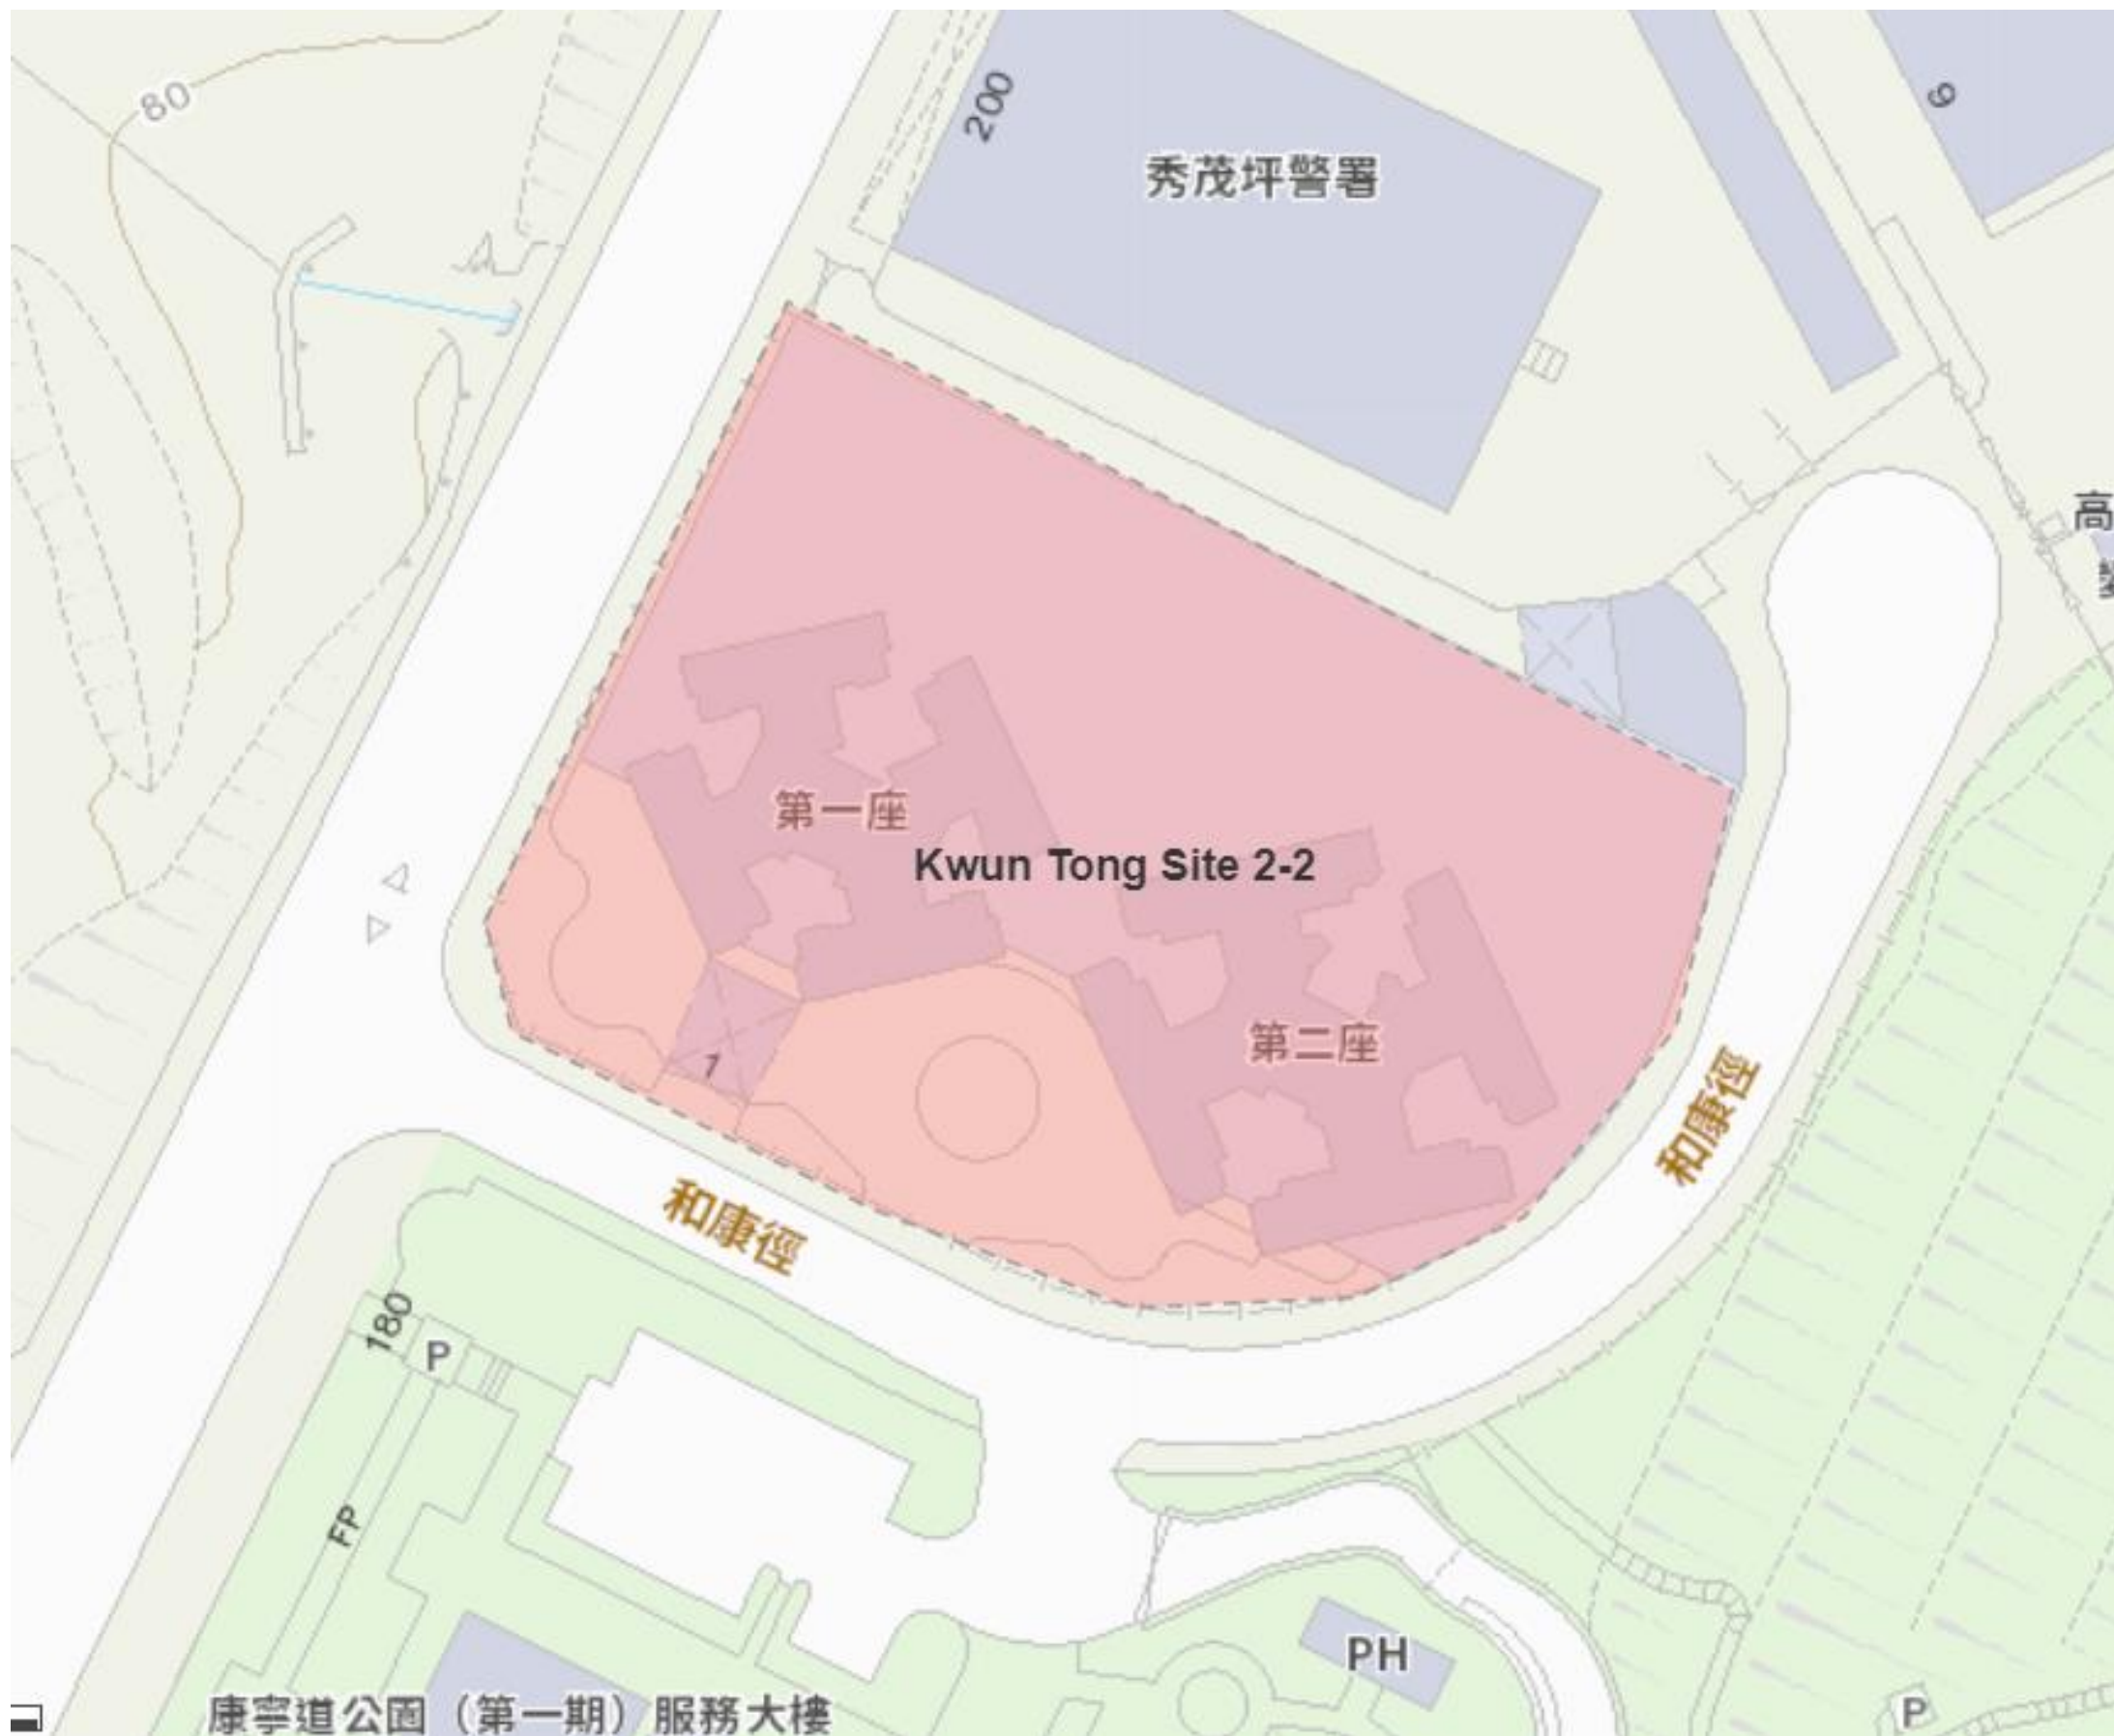 80
200
9
秀茂坪警署
高
第一座
Kwun Tong Site 2-2
第二座
1
和康徑
和康徑
180
P
FP
PH
康寧道公園（第一期）服務大樓
P